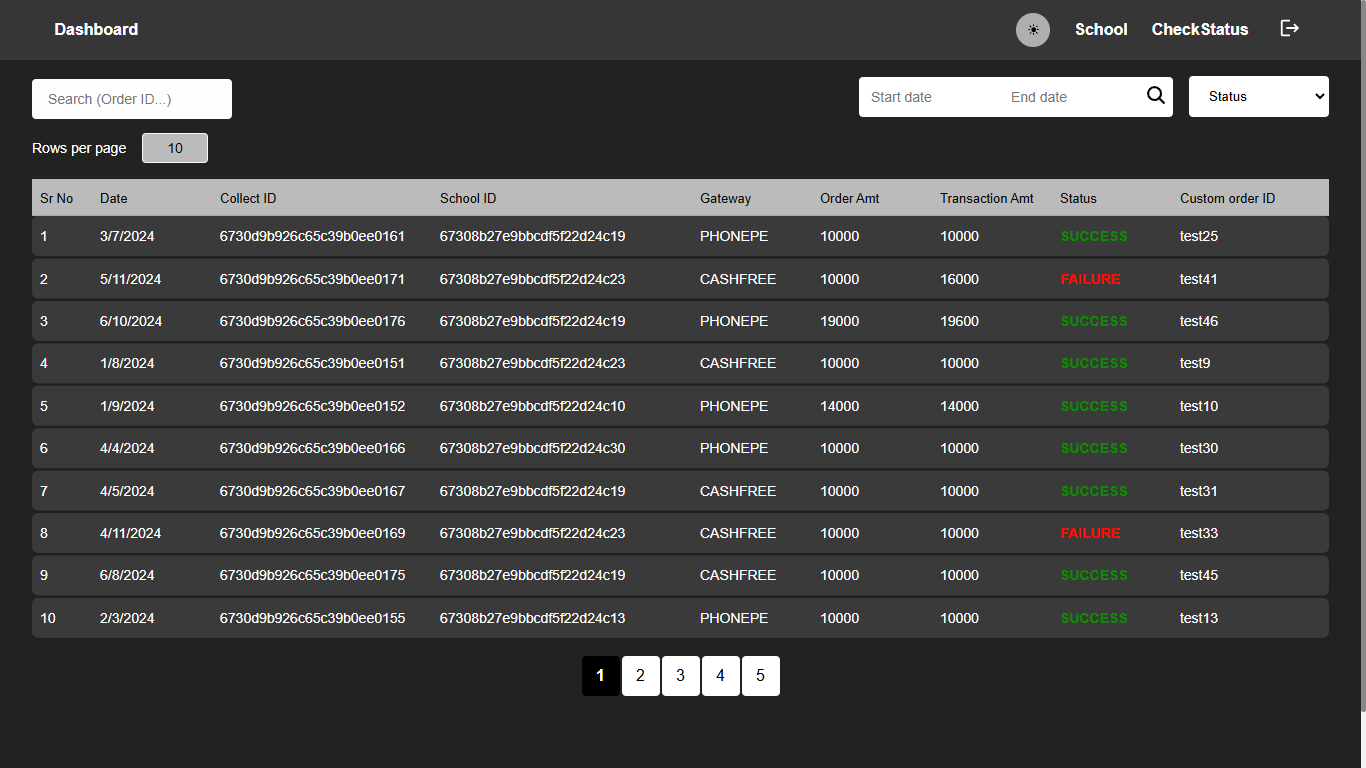 Dashboard School CheckStatus
Search (Order ID...) Start date End date Status
Rows per page 10
Sr No Date Collect ID School ID Gateway Order Amt Transaction Amt Status Custom order ID
1 3/7/2024 6730d9b926c65c39b0ee0161 67308b27e9bbcdf5f22d24c19 PHONEPE 10000 10000 SUCCESS test25
2 5/11/2024 6730d9b926c65c39b0ee0171 67308b27e9bbcdf5f22d24c23 CASHFREE 10000 16000 FAILURE test41
3 6/10/2024 6730d9b926c65c39b0ee0176 67308b27e9bbcdf5f22d24c19 PHONEPE 19000 19600 SUCCESS test46
4 1/8/2024 6730d9b926c65c39b0ee0151 67308b27e9bbcdf5f22d24c23 CASHFREE 10000 10000 SUCCESS test9
5 1/9/2024 6730d9b926c65c39b0ee0152 67308b27e9bbcdf5f22d24c10 PHONEPE 14000 14000 SUCCESS test10
6 4/4/2024 6730d9b926c65c39b0ee0166 67308b27e9bbcdf5f22d24c30 PHONEPE 10000 10000 SUCCESS test30
7 4/5/2024 6730d9b926c65c39b0ee0167 67308b27e9bbcdf5f22d24c19 CASHFREE 10000 10000 SUCCESS test31
8 4/11/2024 6730d9b926c65c39b0ee0169 67308b27e9bbcdf5f22d24c23 CASHFREE 10000 10000 FAILURE test33
9 6/8/2024 6730d9b926c65c39b0ee0175 67308b27e9bbcdf5f22d24c19 CASHFREE 10000 10000 SUCCESS test45
10 2/3/2024 6730d9b926c65c39b0ee0155 67308b27e9bbcdf5f22d24c13 PHONEPE 10000 10000 SUCCESS test13
1 2 3 4 5